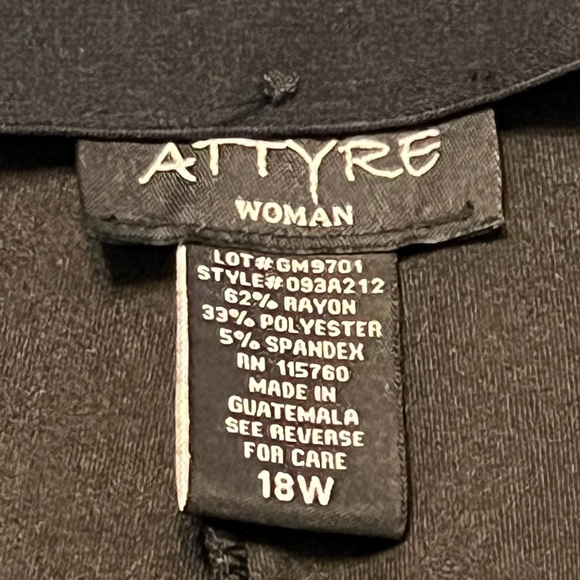 ATTYRE
WOMAN
LOT#GM9701
STYLE#093A212
62% RAYON
33% POLYESTER
5% SPANDEX
RN 115760
MADE IN
GUATEMALA
SEE REVERSE
FOR CARE
18W